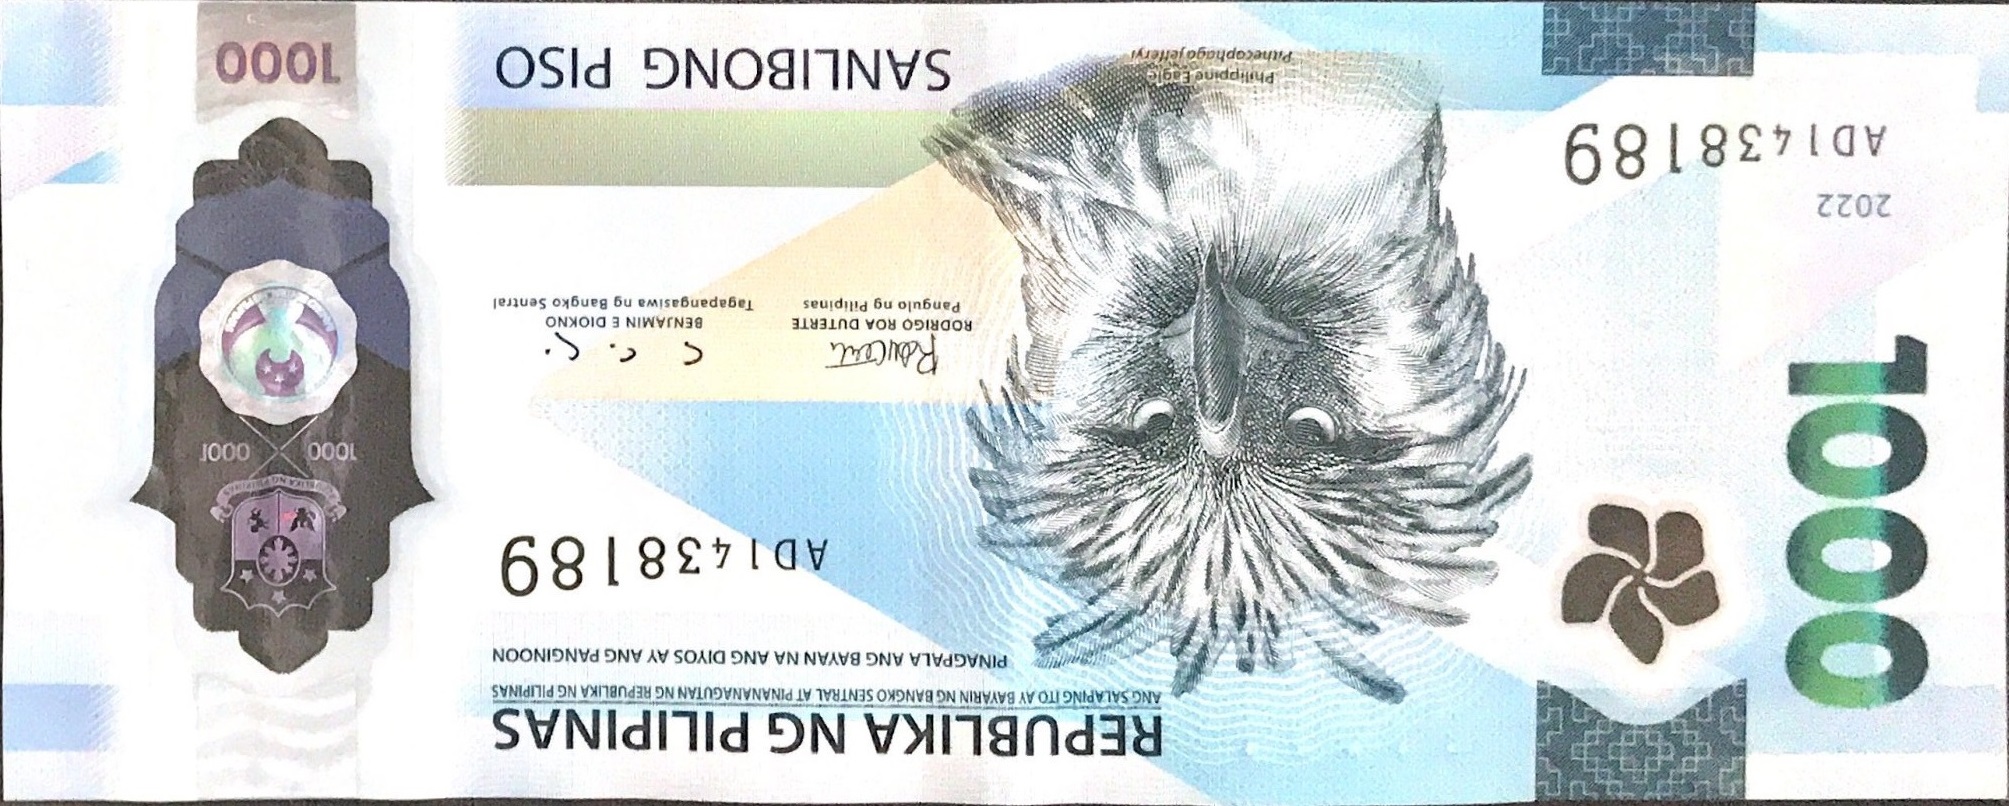 REPUBLIKA NG PILIPINAS
ANG SALAPING ITO AY BAYARIN NG BANGKO SENTRAL AT PINANANAGUTAN NG REPUBLIKA NG PILIPINAS
PINAGPALA ANG BAYAN NA ANG DIYOS AY ANG PANGINOON
1000
AD1438189
REPUBLIKA NG PILIPINAS
1000 1000
RODRIGO ROA DUTERTE
Pangulo ng Pilipinas
BENJAMIN E DIOKNO
Tagapangasiwa ng Bangko Sentral
2022
AD1438189
Philippine Eagle
Pithecophaga jefferyi
SANLIBONG PISO
1000